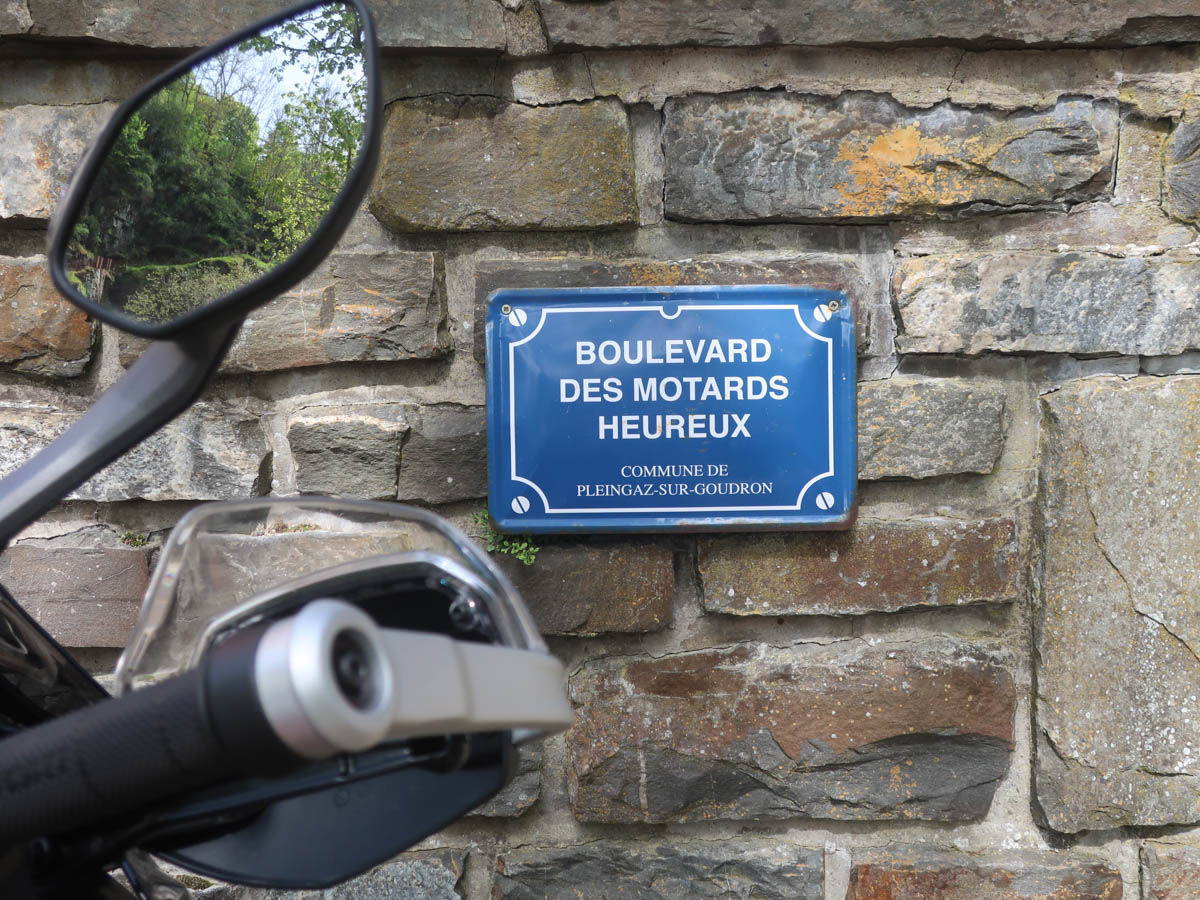 BOULEVARD
DES MOTARDS
HEUREUX
COMMUNE DE
PLEINGAZ-SUR-GOUDRON